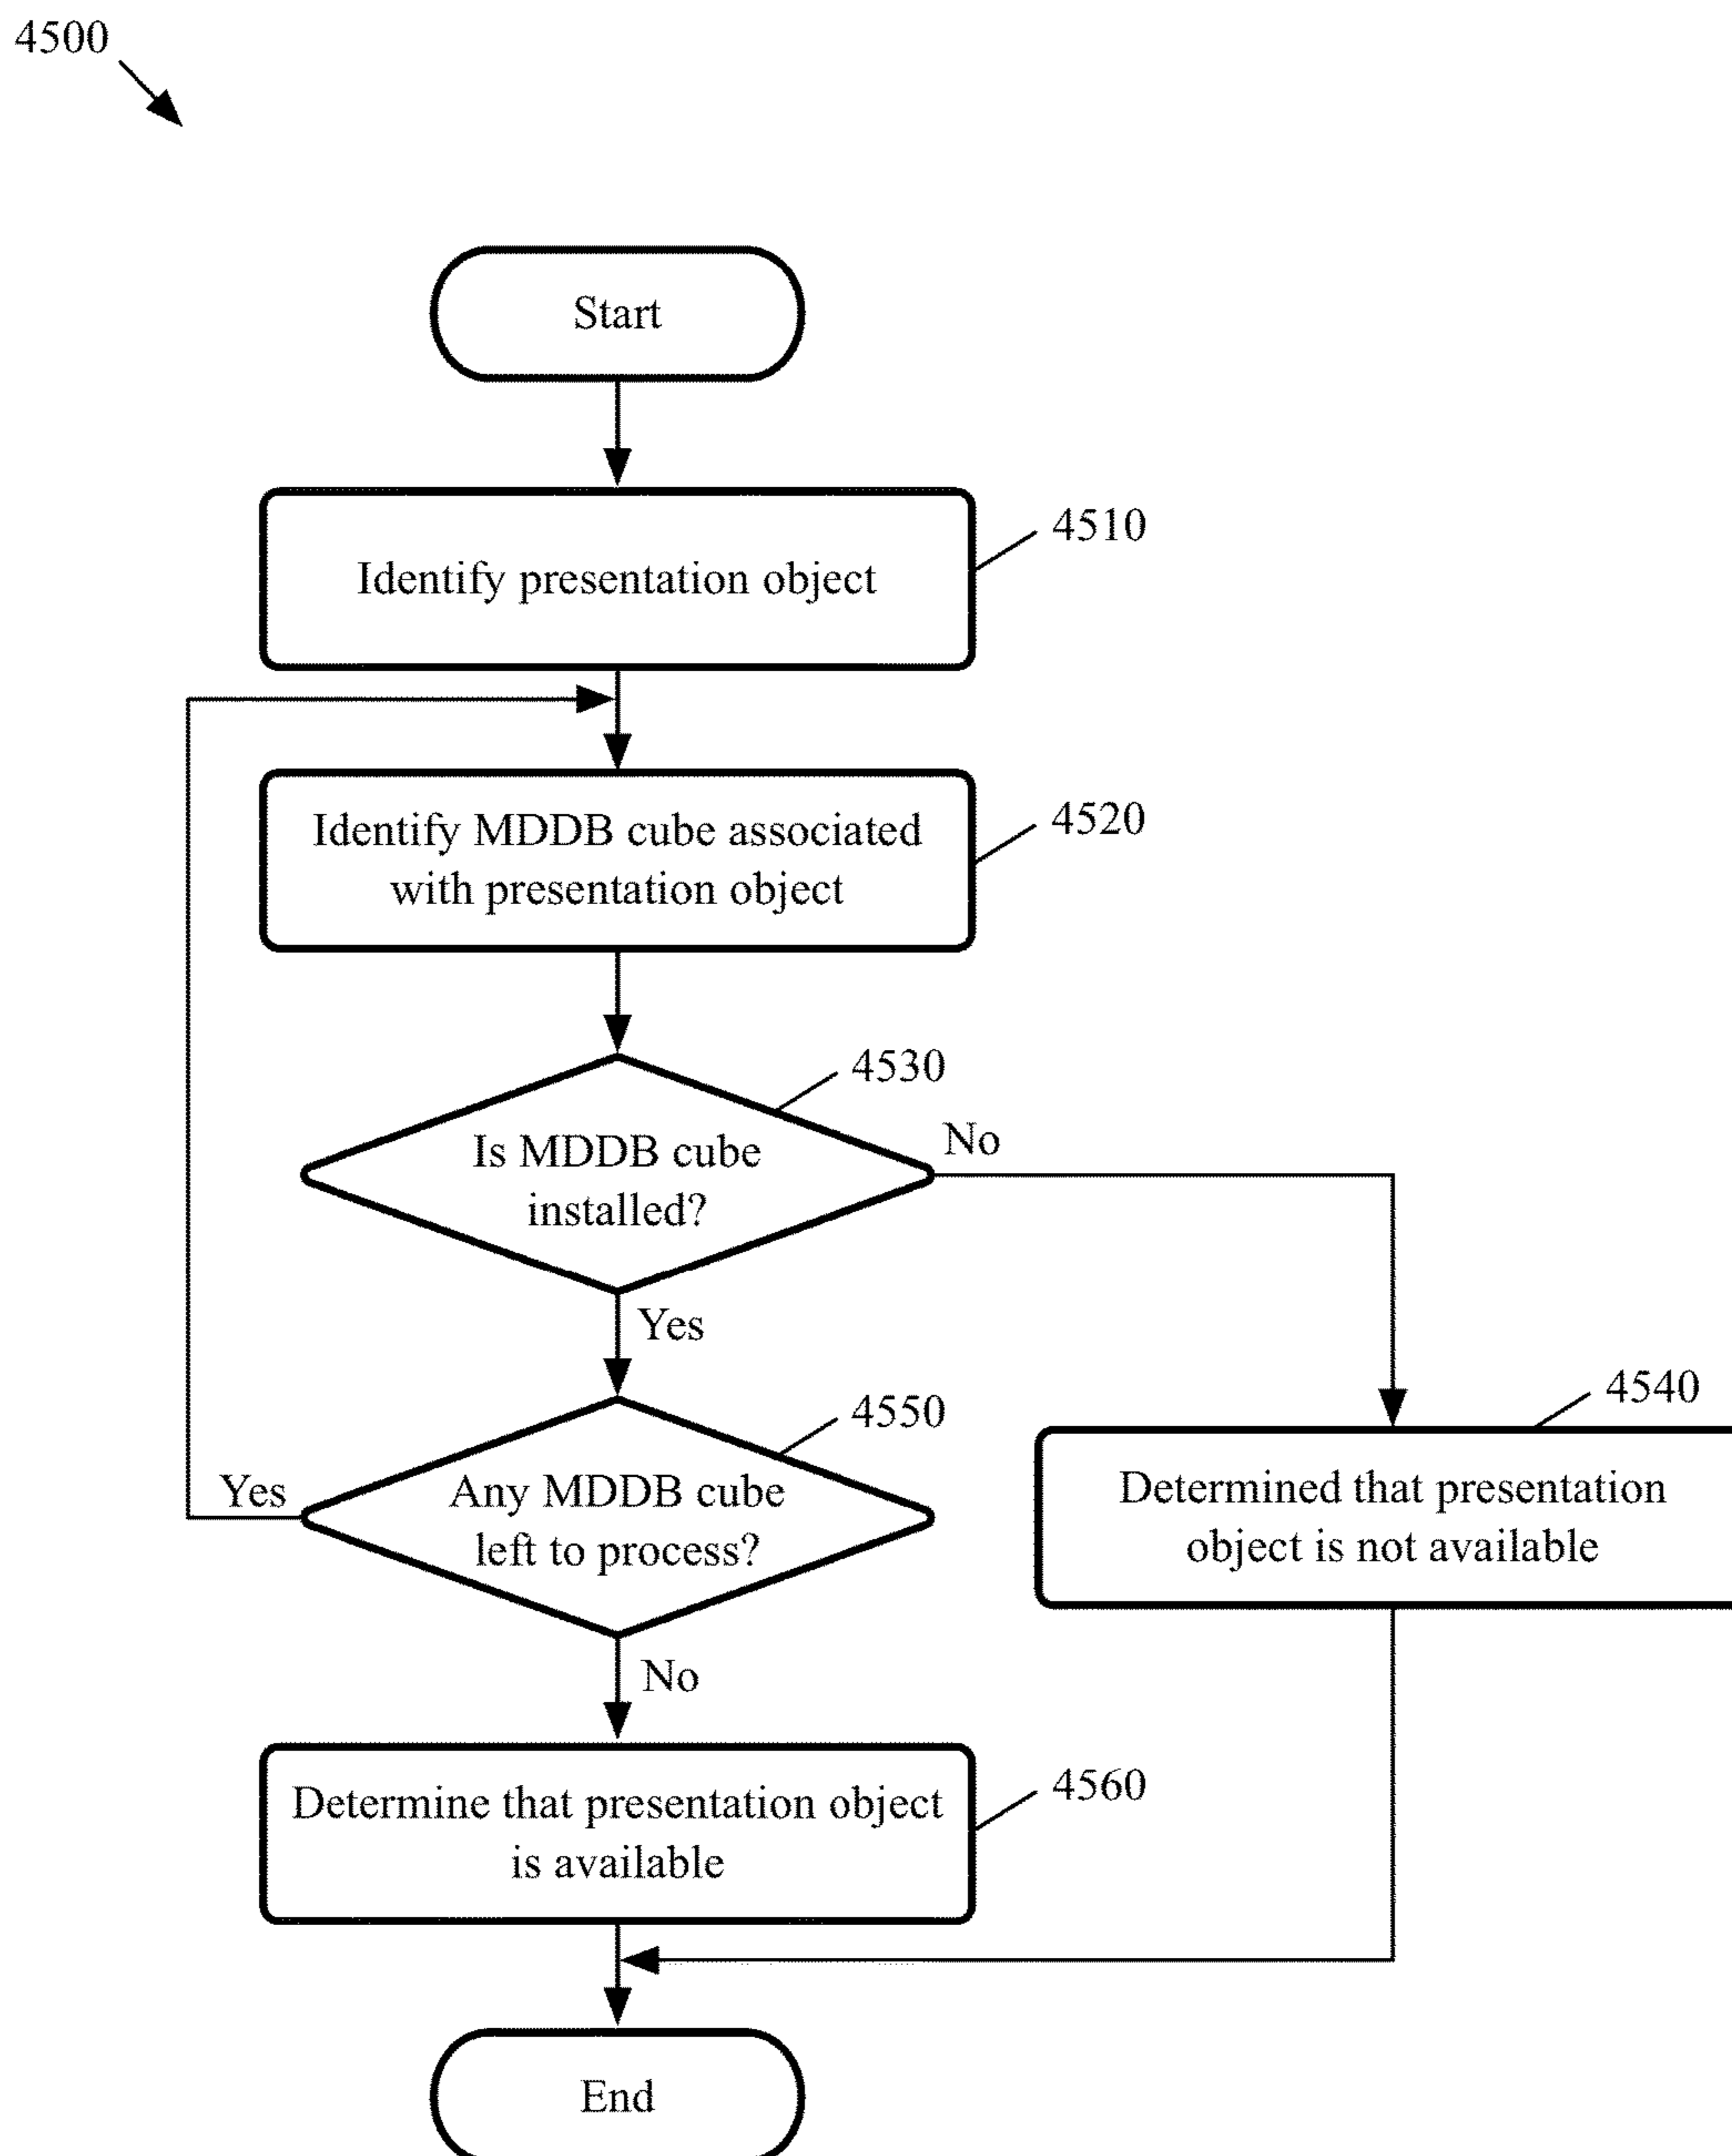 4500
Start
4510
Identify presentation object
4520
Identify MDDB cube associated
with presentation object
4530
Is MDDB cube
installed?
No
Yes
4540
Determined that presentation
object is not available
4550
Any MDDB cube
left to process?
Yes
No
4560
Determine that presentation object
is available
End